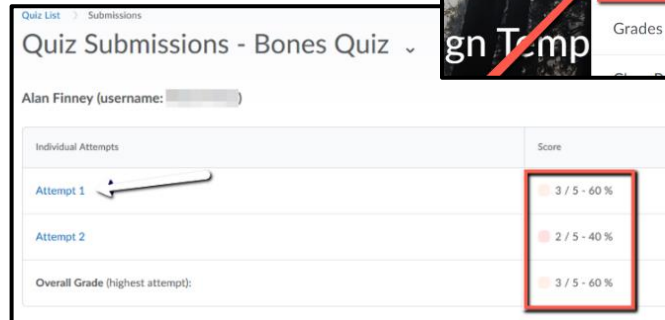 Quiz List > Submissions
Quiz Submissions - Bones Quiz
gn Temp
Grades
Alan Finney (username: )
Individual Attempts Score
Attempt 1 3 / 5 - 60 %
Attempt 2 2 / 5 - 40 %
Overall Grade (highest attempt): 3 / 5 - 60 %